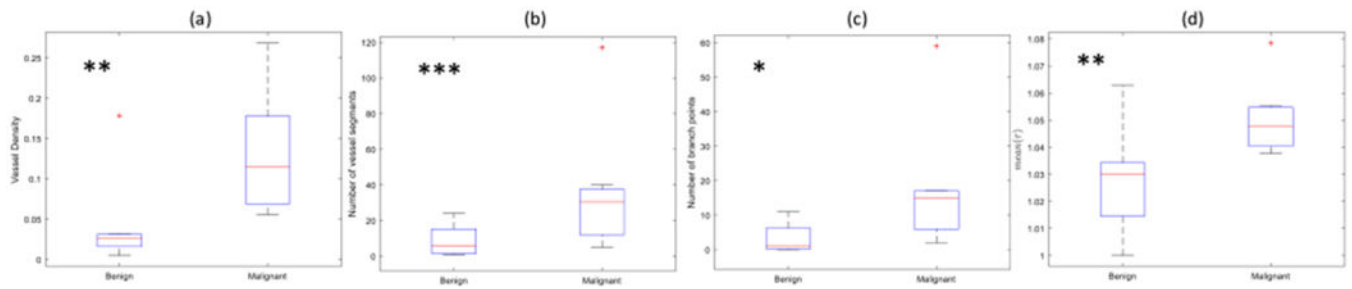 (a)
**
Vessel Density
0.25
0.2
0.15
0.1
0.05
0
Benign
Malignant
(b)
***
Number of vessel segments
120
100
80
60
40
20
0
Benign
Malignant
(c)
*
Number of branch points
60
50
40
30
20
10
0
Benign
Malignant
(d)
**
1.08
1.07
1.06
1.05
1.04
1.03
1.02
1.01
1
Benign
Malignant